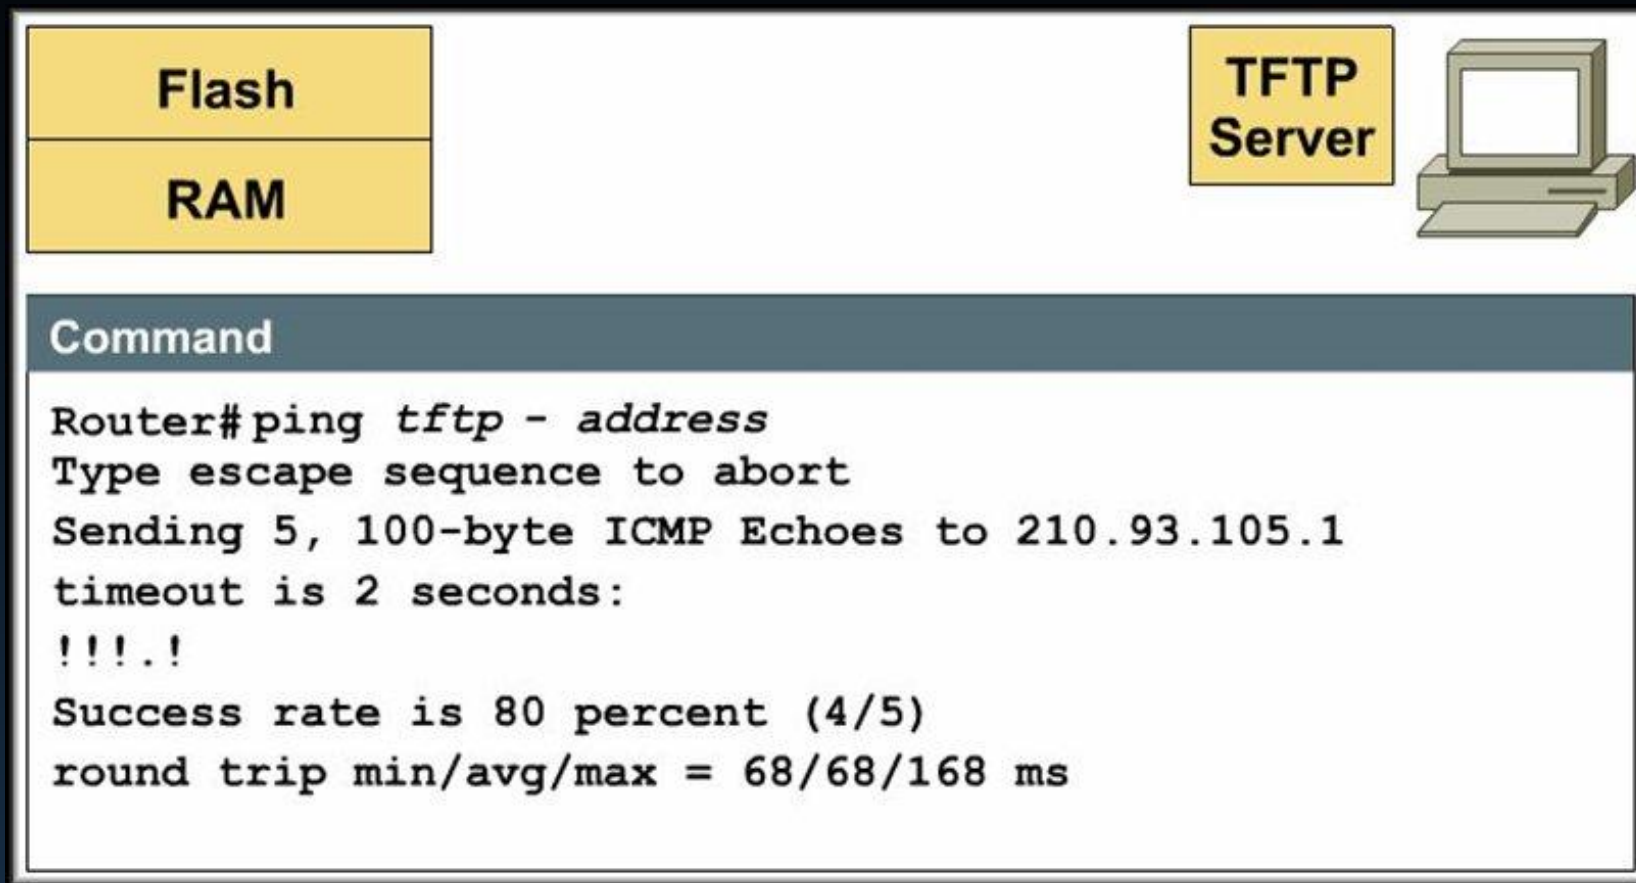 Flash
RAM
TFTP
Server
Command
Router#ping tftp - address
Type escape sequence to abort
Sending 5, 100-byte ICMP Echoes to 210.93.105.1
timeout is 2 seconds:
!!!.!
Success rate is 80 percent (4/5)
round trip min/avg/max = 68/68/168 ms